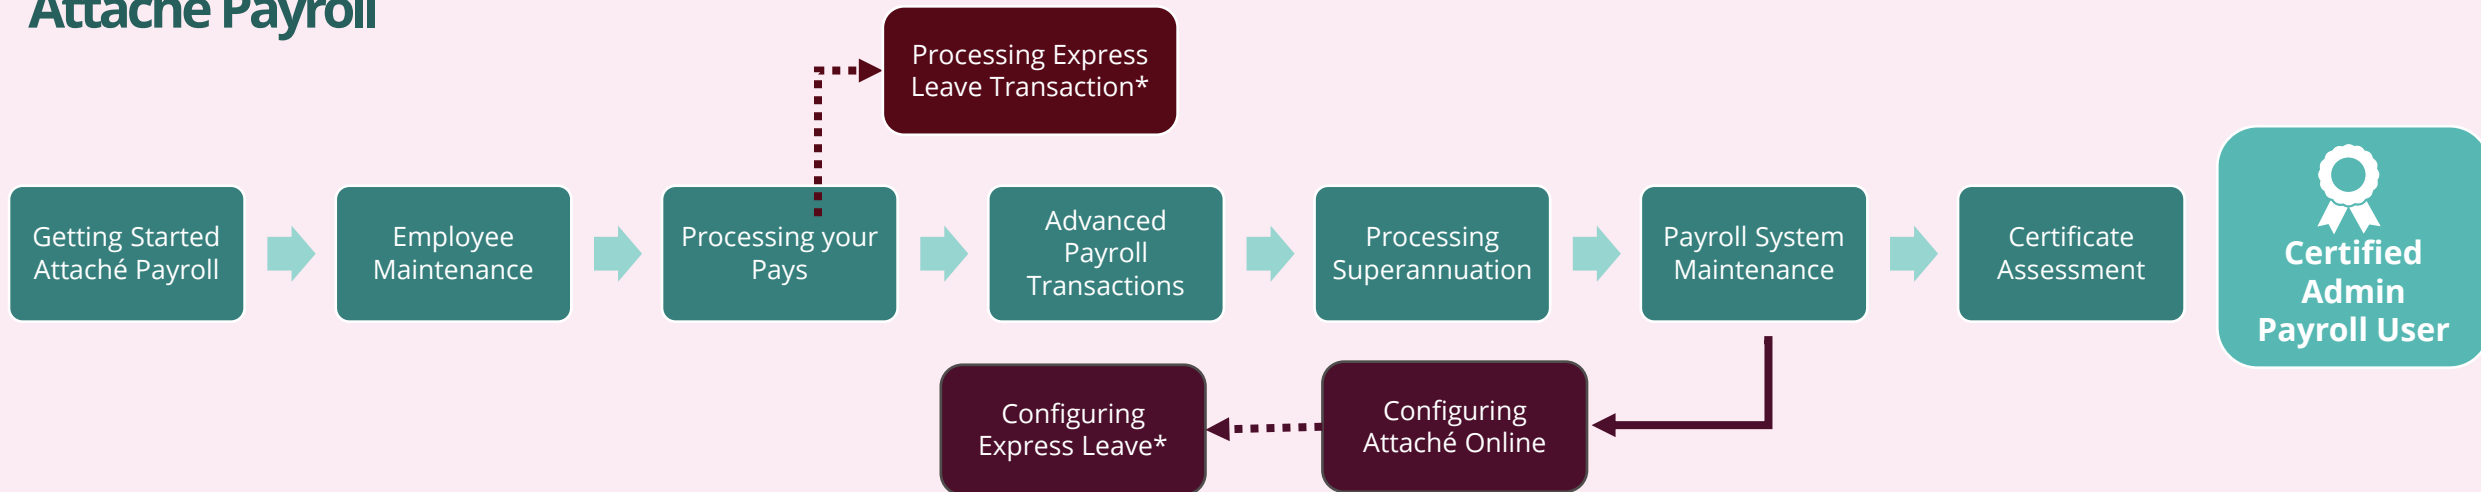 Attaché Payroll
Processing Express
Leave Transaction*
Getting Started
Attaché Payroll
Employee
Maintenance
Processing your
Pays
Advanced
Payroll
Transactions
Processing
Superannuation
Payroll System
Maintenance
Certificate
Assessment
Certified
Admin
Payroll User
Configuring
Express Leave*
Configuring
Attaché Online